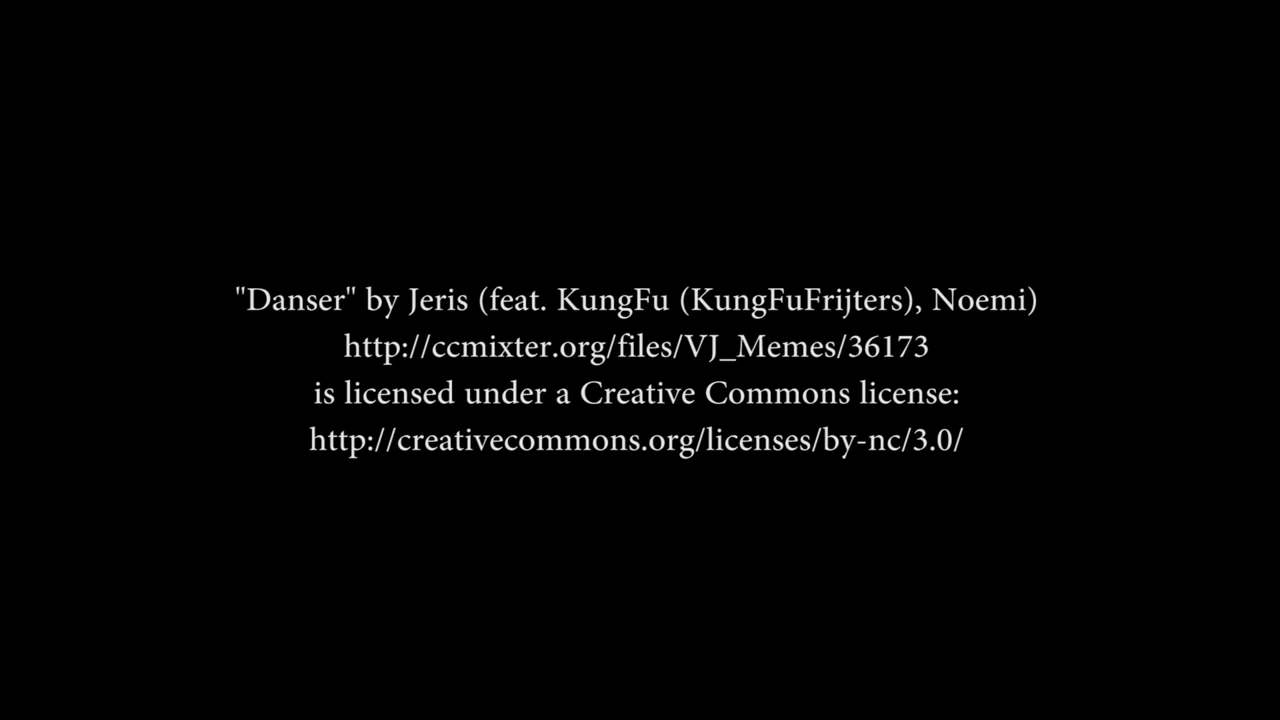 "Danser" by Jeris (feat. KungFu (KungFuFrijters), Noemi)
http://ccmixter.org/files/VJ_Memes/36173
is licensed under a Creative Commons license:
http://creativecommons.org/licenses/by-nc/3.0/